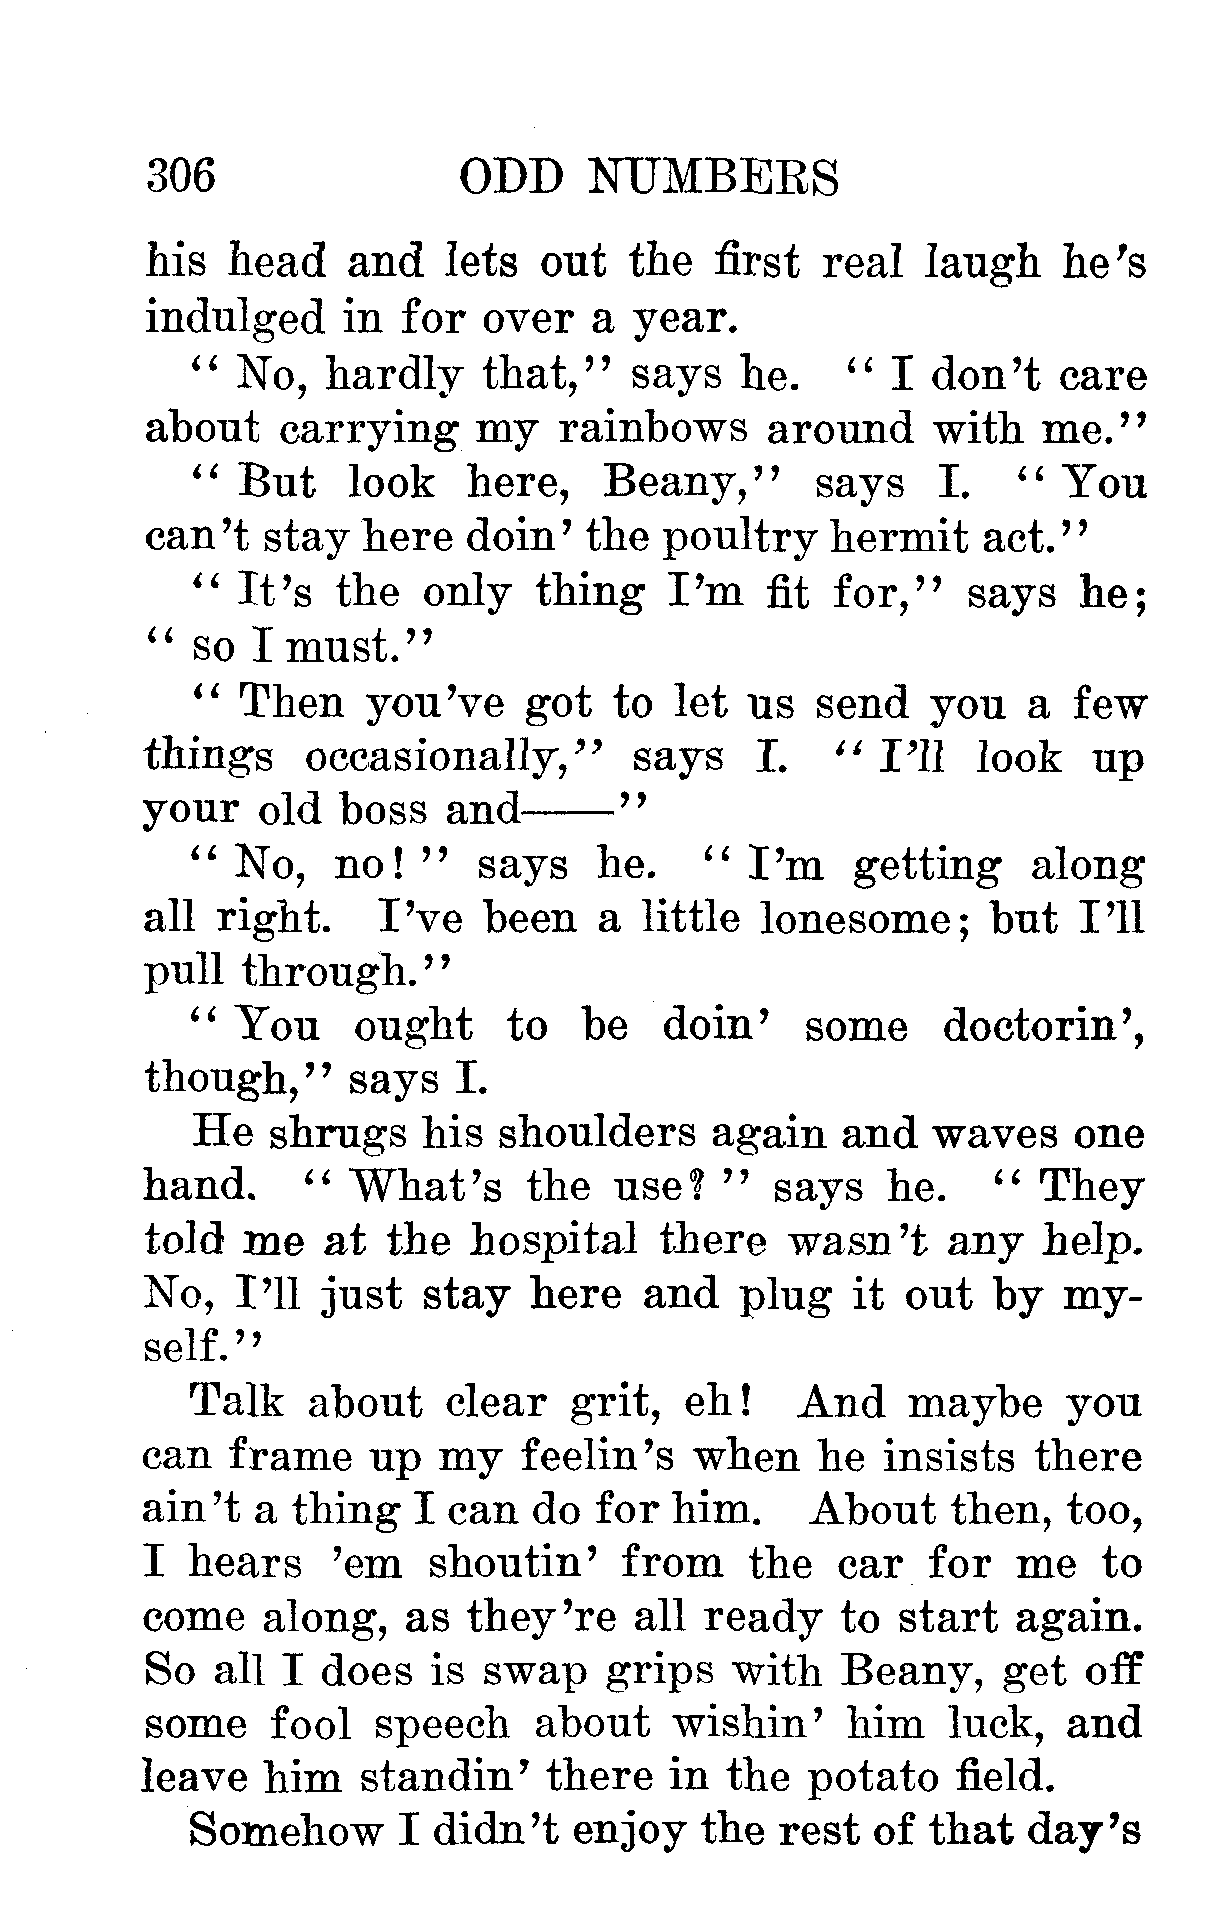 306 ODD NUMBERS
his head and lets out the first real laugh he's
indulged in for over a year.
“ No, hardly that,” says he. “ I don't care
about carrying my rainbows around with me.”
“ But look here, Beany,” says I. “ You
can't stay here doin' the poultry hermit act.”
“ It's the only thing I'm fit for,” says he;
“ so I must.”
“ Then you've got to let us send you a few
things occasionally,” says I. “ I'll look up
your old boss and——”
“ No, no! ” says he. “ I'm getting along
all right. I've been a little lonesome; but I'll
pull through.”
“ You ought to be doin' some doctorin',
though,” says I.
He shrugs his shoulders again and waves one
hand. “ What's the use? ” says he. “ They
told me at the hospital there wasn't any help.
No, I'll just stay here and plug it out by my-
self.”
Talk about clear grit, eh! And maybe you
can frame up my feelin's when he insists there
ain't a thing I can do for him. About then, too,
I hears 'em shoutin' from the car for me to
come along, as they're all ready to start again.
So all I does is swap grips with Beany, get off
some fool speech about wishin' him luck, and
leave him standin' there in the potato field.
Somehow I didn't enjoy the rest of that day's